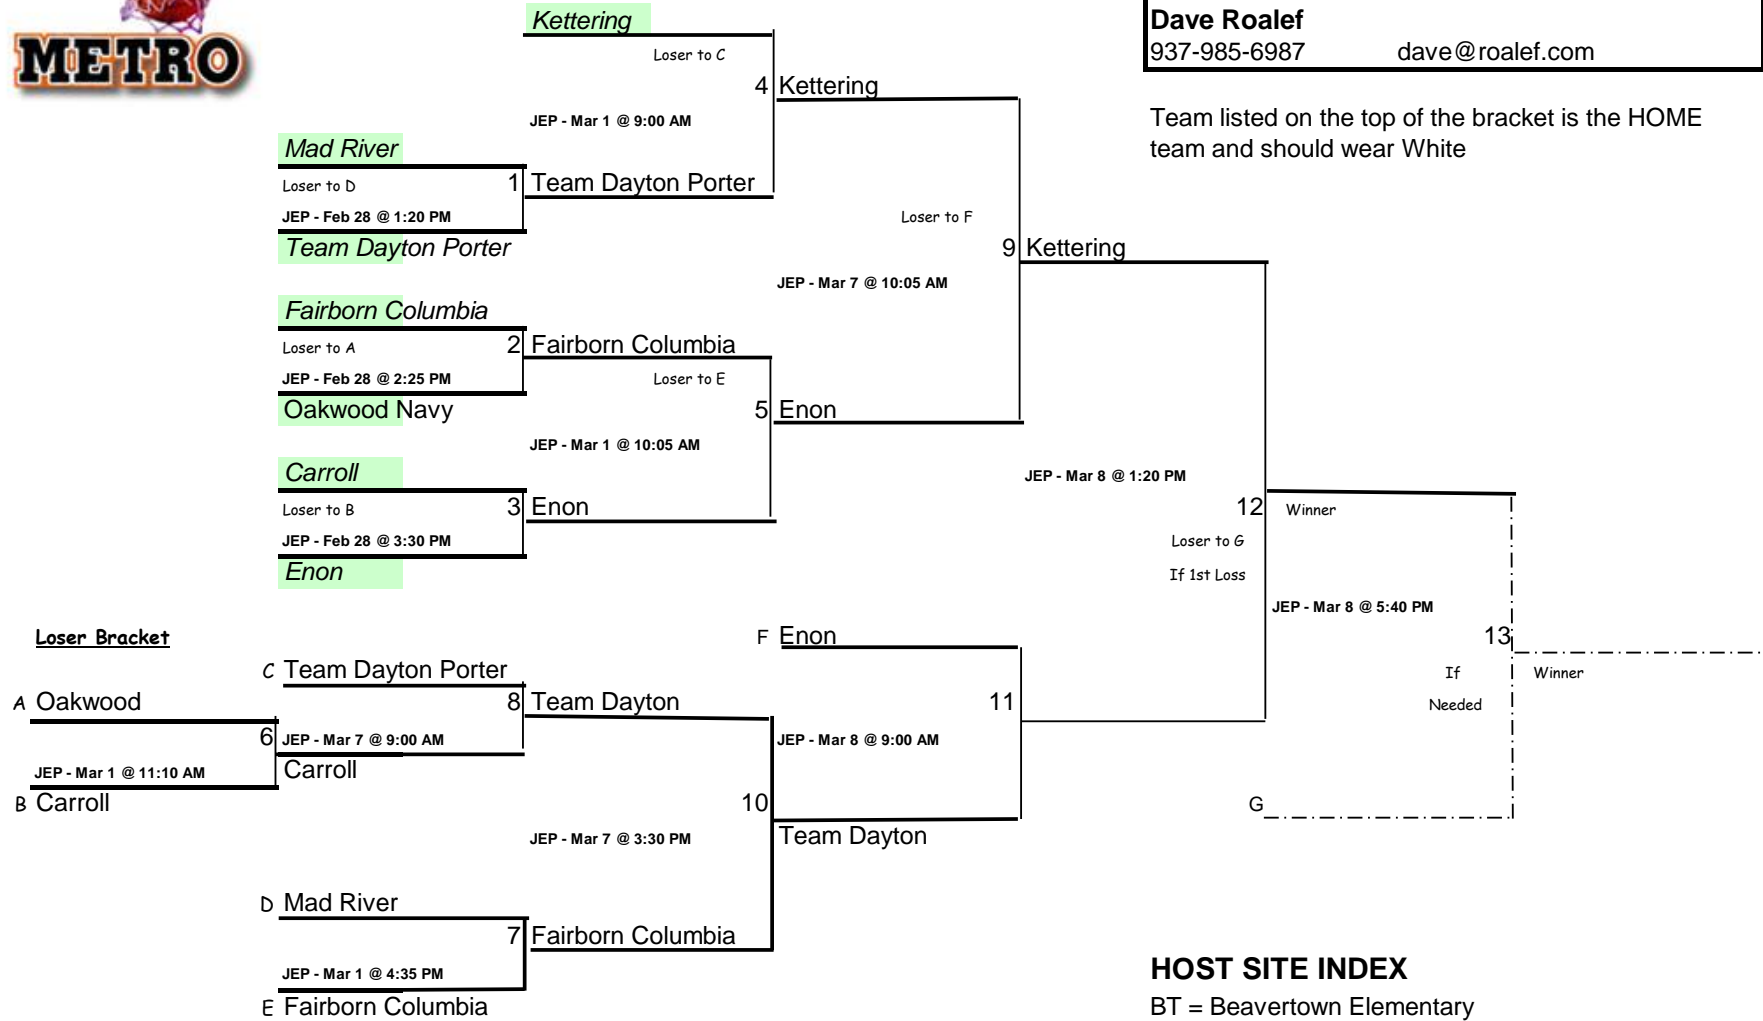 METRO
Kettering
Dave Roalef
937-985-6987 dave@roalef.com
Loser to C
4 Kettering
JEP - Mar 1 @ 9:00 AM
Team listed on the top of the bracket is the HOME
team and should wear White
Mad River
Loser to D
1 Team Dayton Porter
JEP - Feb 28 @ 1:20 PM
Loser to F
Team Dayton Porter
9 Kettering
JEP - Mar 7 @ 10:05 AM
Fairborn Columbia
Loser to A
2 Fairborn Columbia
JEP - Feb 28 @ 2:25 PM
Loser to E
Oakwood Navy
5 Enon
JEP - Mar 1 @ 10:05 AM
Carroll
JEP - Mar 8 @ 1:20 PM
Loser to B
3 Enon
12 Winner
JEP - Feb 28 @ 3:30 PM
Loser to G
Enon
If 1st Loss
JEP - Mar 8 @ 5:40 PM
Loser Bracket
F Enon
13
C Team Dayton Porter
If
Winner
A Oakwood
8 Team Dayton
11
Needed
6 JEP - Mar 7 @ 9:00 AM
JEP - Mar 8 @ 9:00 AM
JEP - Mar 1 @ 11:10 AM
Carroll
B Carroll
10
G
JEP - Mar 7 @ 3:30 PM
Team Dayton
D Mad River
7 Fairborn Columbia
JEP - Mar 1 @ 4:35 PM
HOST SITE INDEX
E Fairborn Columbia
BT = Beavertown Elementary